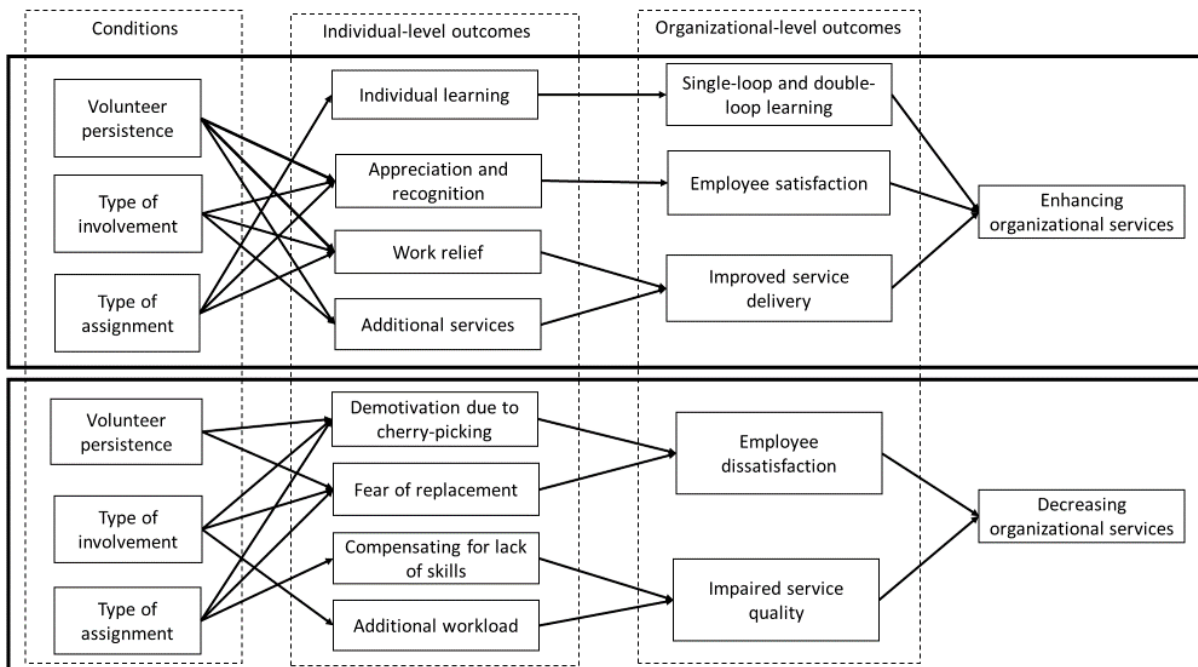 Conditions
Individual-level outcomes
Organizational-level outcomes
Volunteer
persistence
Type of
involvement
Type of
assignment
Individual learning
Appreciation and
recognition
Work relief
Additional services
Single-loop and double-
loop learning
Employee satisfaction
Improved service
delivery
Enhancing
organizational services
Volunteer
persistence
Type of
involvement
Type of
assignment
Demotivation due to
cherry-picking
Fear of replacement
Compensating for lack
of skills
Additional workload
Employee
dissatisfaction
Impaired service
quality
Decreasing
organizational services